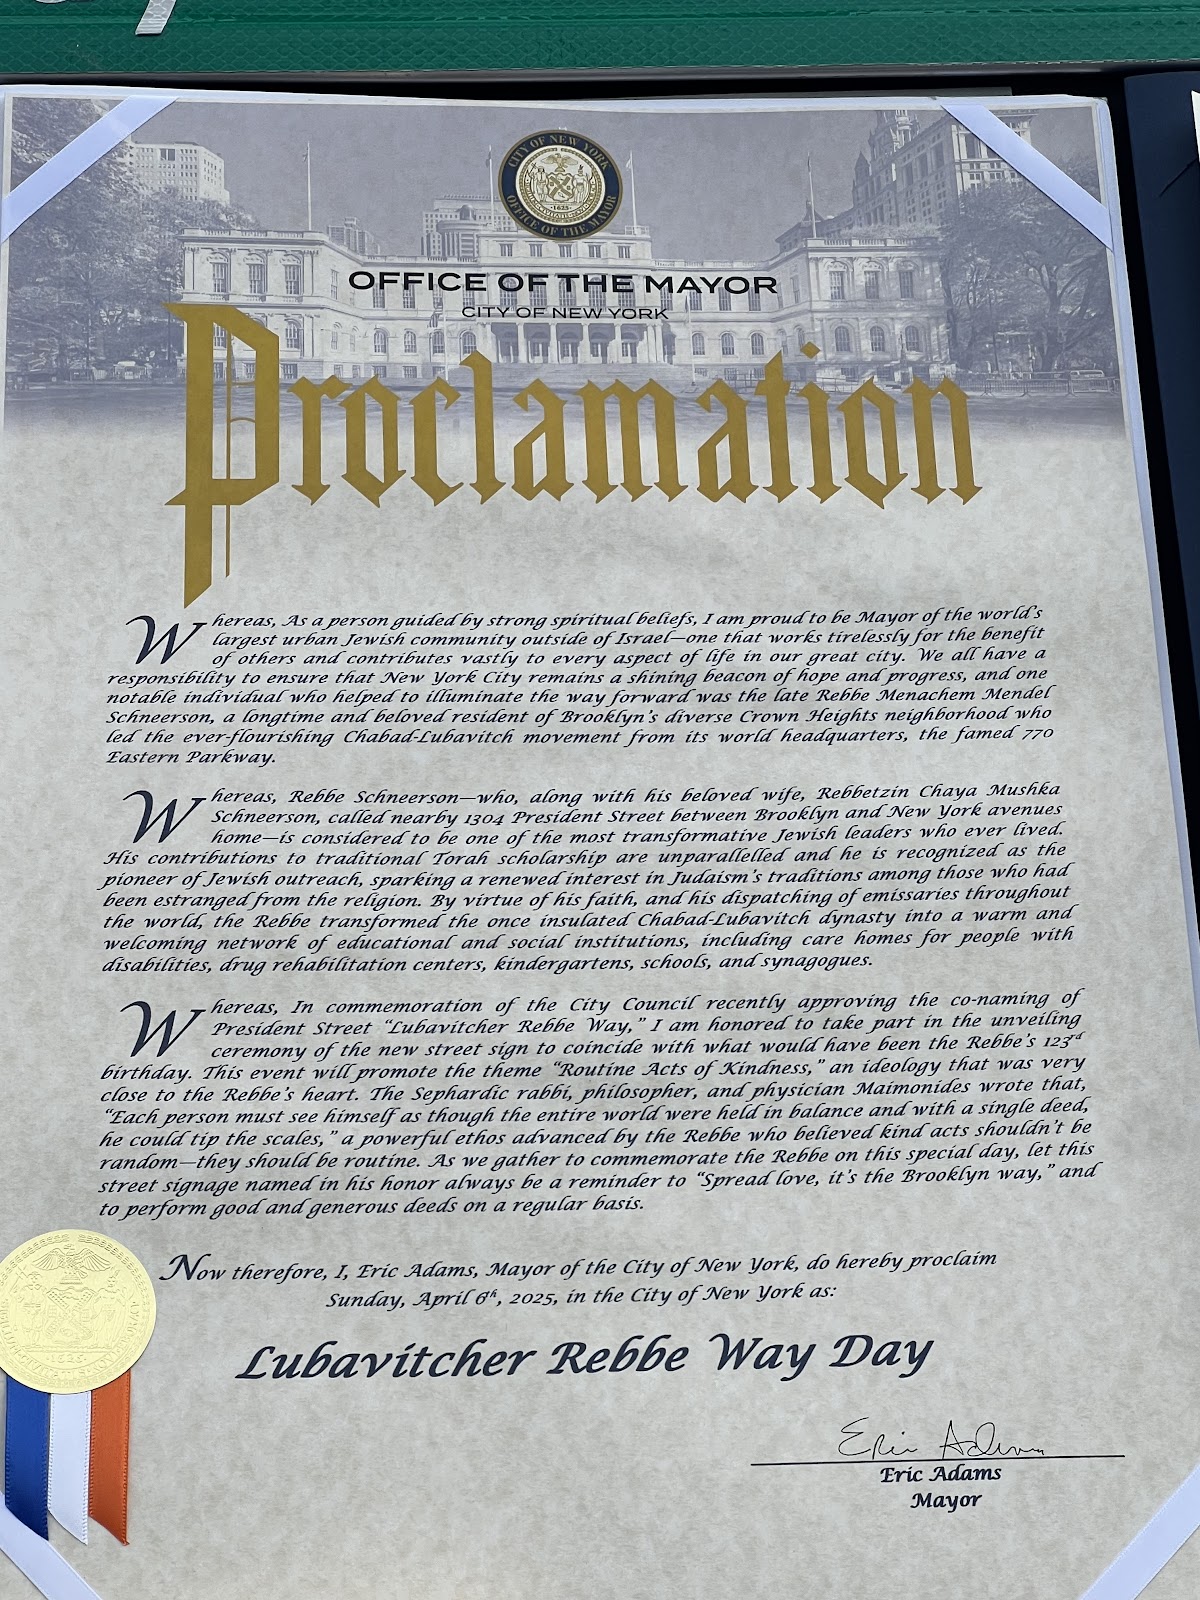 CITY OF NEW YORK
OFFICE OF THE MAYOR
1625
OFFICE OF THE MAYOR
CITY OF NEW YORK
Proclamation
Whereas, As a person guided by strong spiritual beliefs, I am proud to be Mayor of the world's
largest urban Jewish community outside of Israel—one that works tirelessly for the benefit
of others and contributes vastly to every aspect of life in our great city. We all have a
responsibility to ensure that New York City remains a shining beacon of hope and progress, and one
notable individual who helped to illuminate the way forward was the late Rebbe Menachem Mendel
Schneerson, a longtime and beloved resident of Brooklyn's diverse Crown Heights neighborhood who
led the ever-flourishing Chabad-Lubavitch movement from its world headquarters, the famed 770
Eastern Parkway.
Whereas, Rebbe Schneerson—who, along with his beloved wife, Rebbetzin Chaya Mushka
Schneerson, called nearby 1304 President Street between Brooklyn and New York avenues
home—is considered to be one of the most transformative Jewish leaders who ever lived.
His contributions to traditional Torah scholarship are unparallelled and he is recognized as the
pioneer of Jewish outreach, sparking a renewed interest in Judaism's traditions among those who had
been estranged from the religion. By virtue of his faith, and his dispatching of emissaries throughout
the world, the Rebbe transformed the once insulated Chabad-Lubavitch dynasty into a warm and
welcoming network of educational and social institutions, including care homes for people with
disabilities, drug rehabilitation centers, kindergartens, schools, and synagogues.
Whereas, In commemoration of the City Council recently approving the co-naming of
President Street "Lubavitcher Rebbe Way," I am honored to take part in the unveiling
ceremony of the new street sign to coincide with what would have been the Rebbe's 123rd
birthday. This event will promote the theme "Routine Acts of Kindness," an ideology that was very
close to the Rebbe's heart. The Sephardic rabbi, philosopher, and physician Maimonides wrote that,
"Each person must see himself as though the entire world were held in balance and with a single deed,
he could tip the scales," a powerful ethos advanced by the Rebbe who believed kind acts shouldn't be
random—they should be routine. As we gather to commemorate the Rebbe on this special day, let this
street signage named in his honor always be a reminder to "Spread love, it's the Brooklyn way," and
to perform good and generous deeds on a regular basis.
Now therefore, I, Eric Adams, Mayor of the City of New York, do hereby proclaim
Sunday, April 6th, 2025, in the City of New York as:
Lubavitcher Rebbe Way Day
Eric Adams
Eric Adams
Mayor